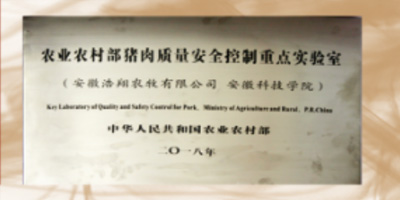 农业农村部猪肉质量安全控制重点实验室
（安徽浩翔农牧有限公司 安徽科技学院）
Key Laboratory of Quality and Safety Control for Pork, Ministry of Agriculture and Rural, P.R.China
中华人民共和国农业农村部
二〇一八年